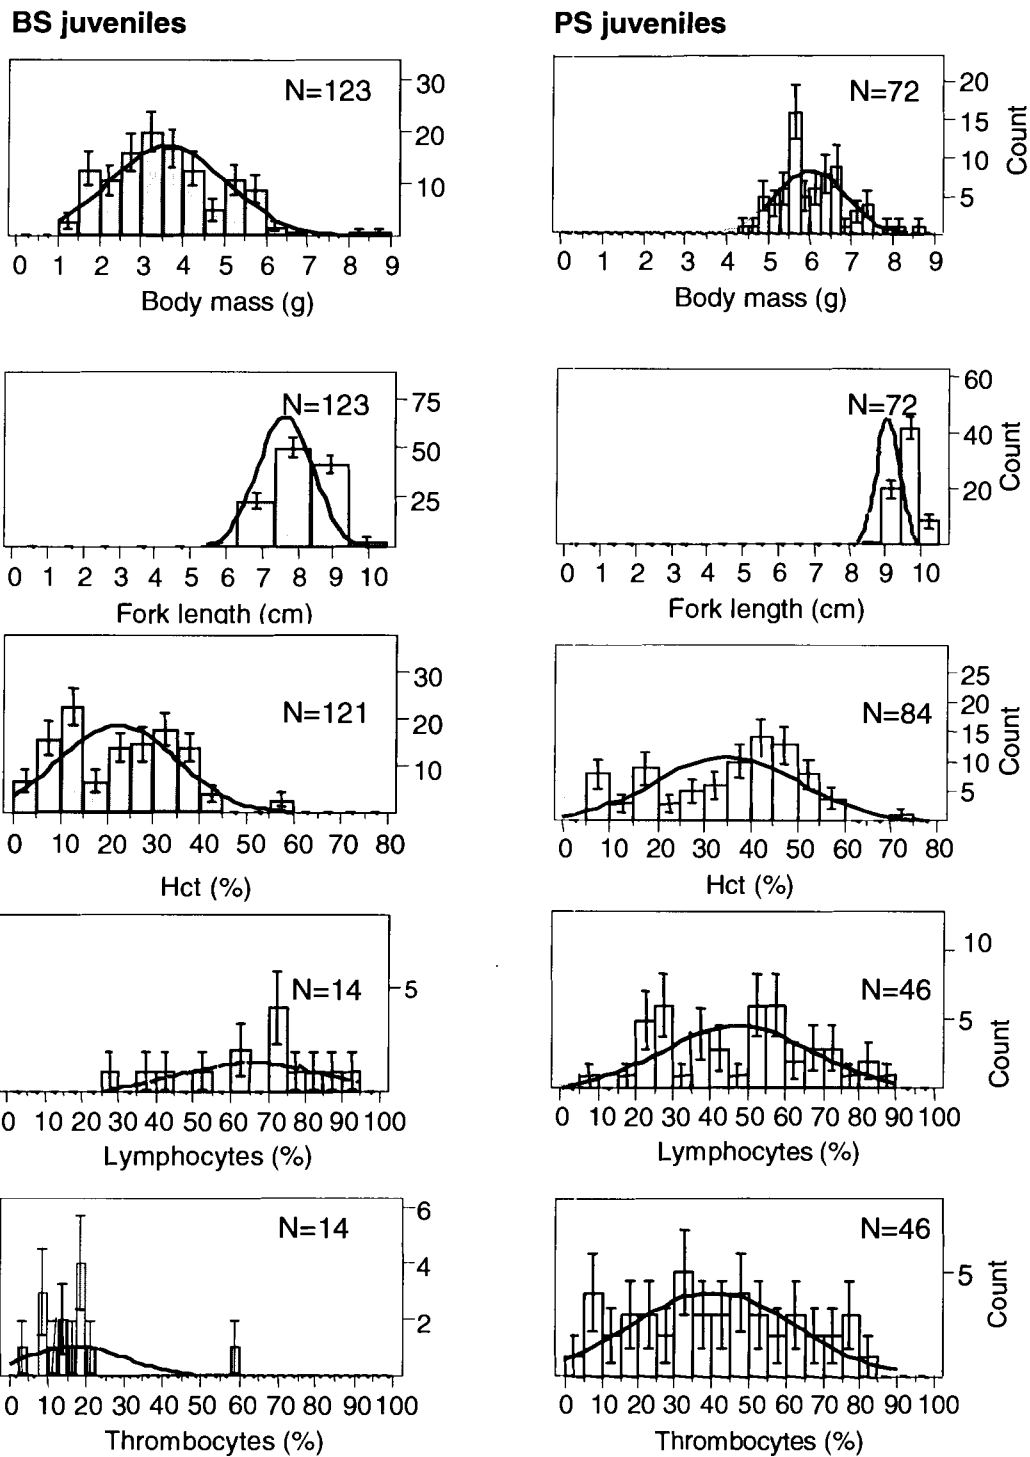 BS juveniles
PS juveniles
N=123
30
20
10
0 1 2 3 4 5 6 7 8 9
Body mass (g)
N=72
20
15
10
5
Count
0 1 2 3 4 5 6 7 8 9
Body mass (g)
N=123
75
50
25
0 1 2 3 4 5 6 7 8 9 10
Fork length (cm)
N=72
60
40
20
Count
0 1 2 3 4 5 6 7 8 9 10
Fork length (cm)
N=121
30
20
10
0 10 20 30 40 50 60 70 80
Hct (%)
N=84
25
20
15
10
5
Count
0 10 20 30 40 50 60 70 80
Hct (%)
N=14
5
0 10 20 30 40 50 60 70 80 90 100
Lymphocytes (%)
N=46
10
5
Count
0 10 20 30 40 50 60 70 80 90 100
Lymphocytes (%)
N=14
6
4
2
0 10 20 30 40 50 60 70 80 90 100
Thrombocytes (%)
N=46
5
Count
0 10 20 30 40 50 60 70 80 90 100
Thrombocytes (%)